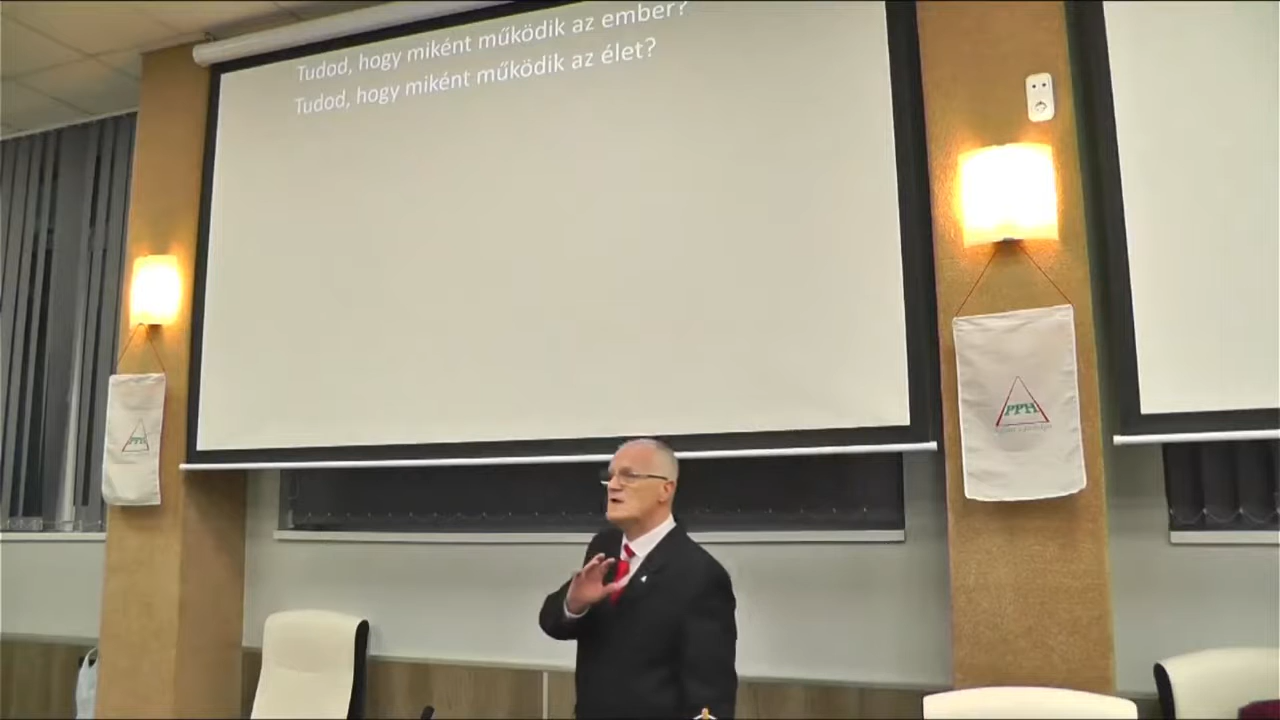 Tudod, hogy miként működik az ember?
Tudod, hogy miként működik az élet?
PPH
PPH